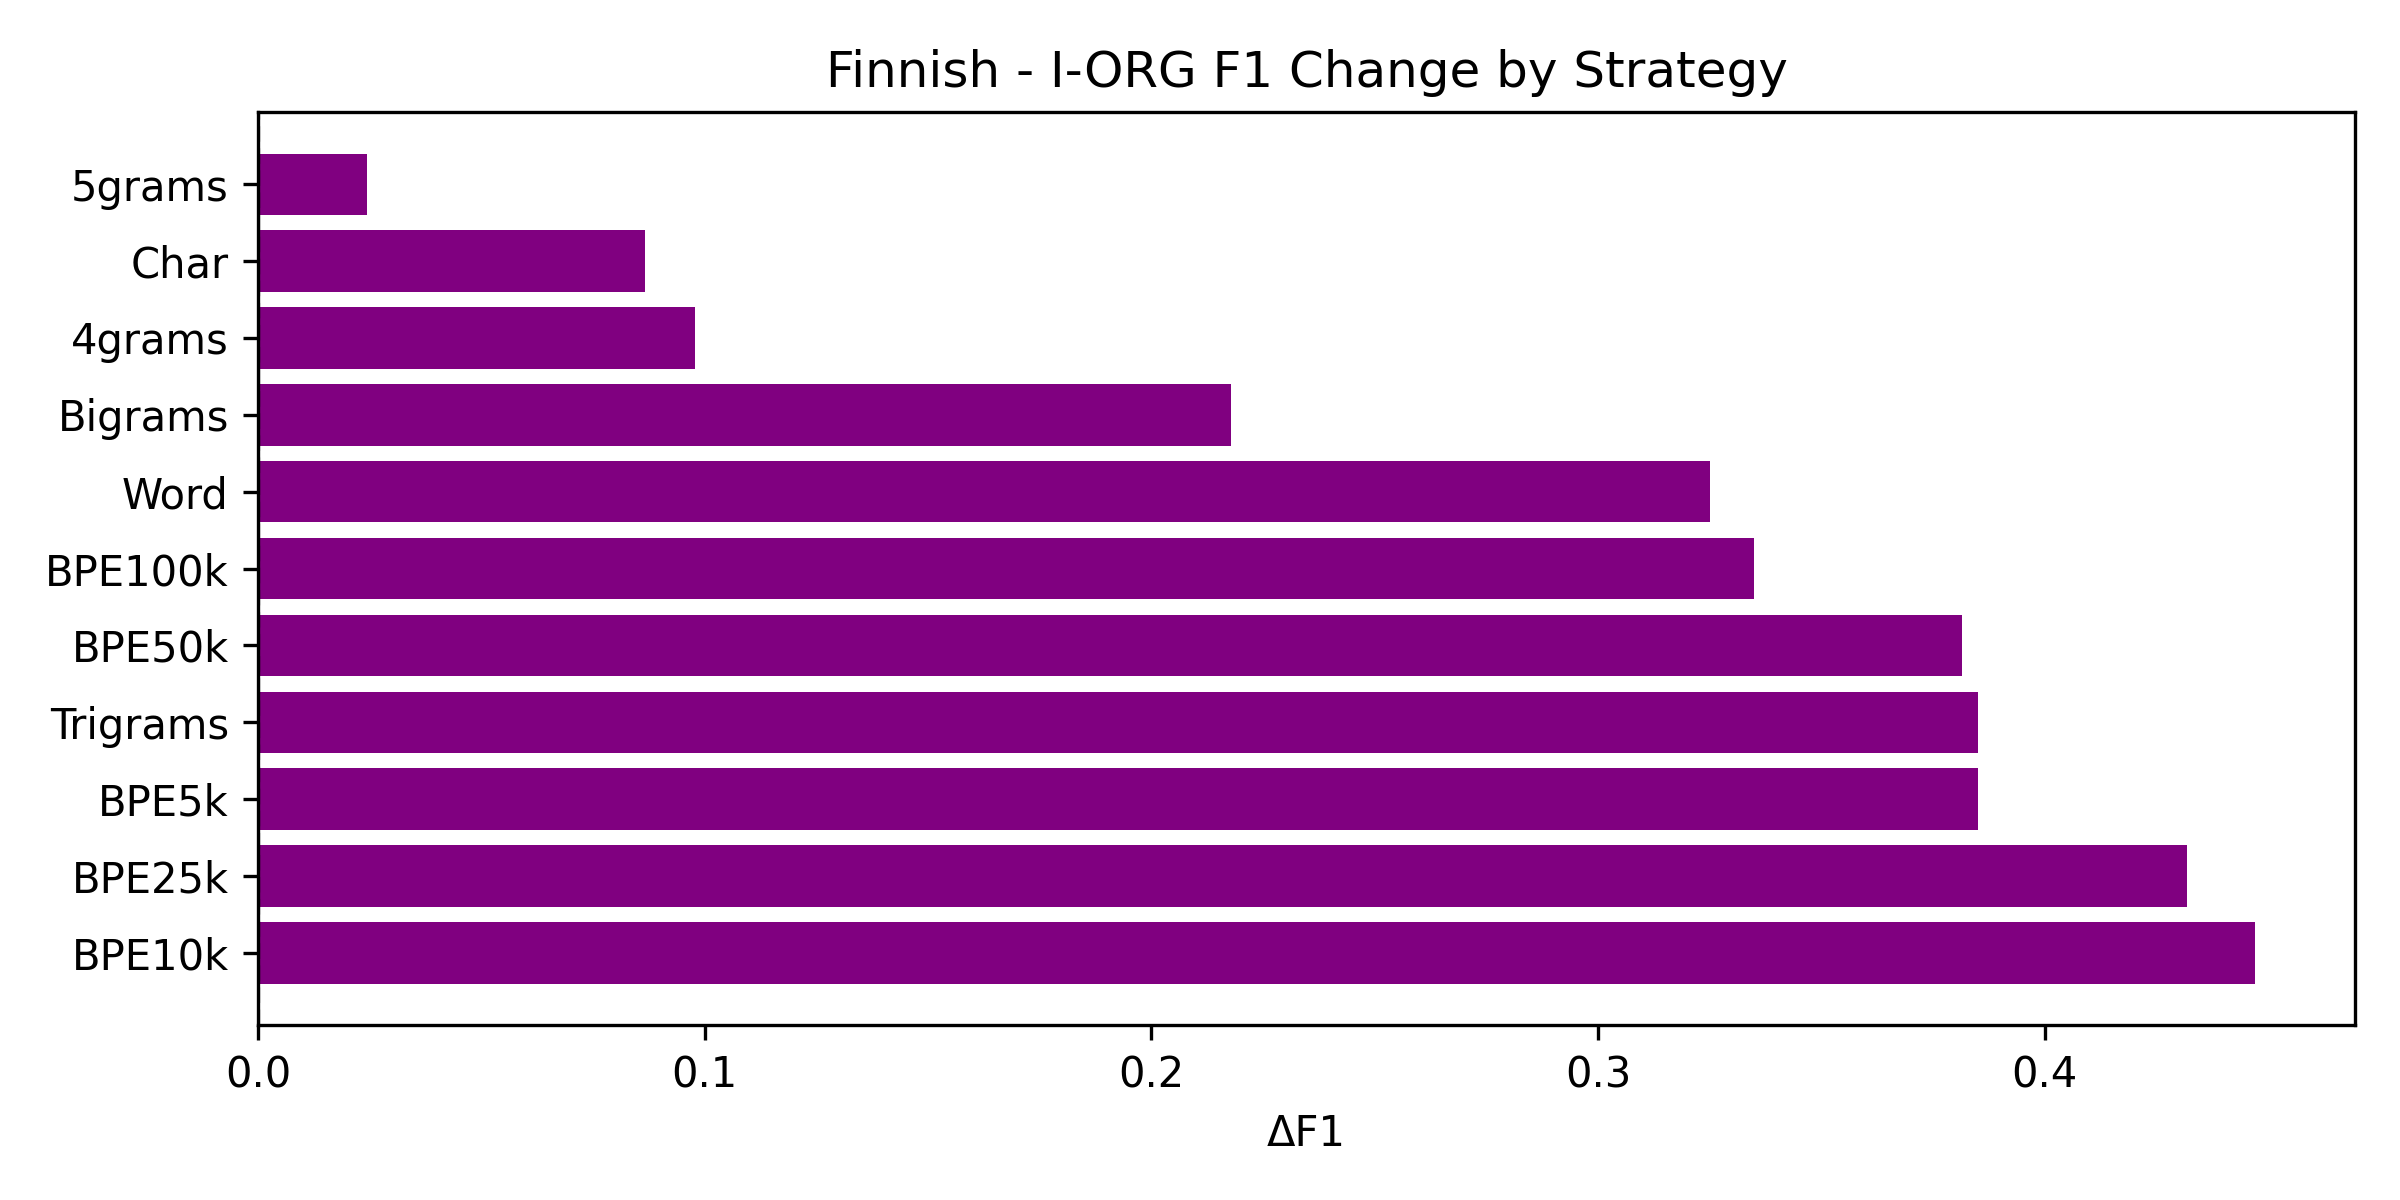 Finnish - I-ORG F1 Change by Strategy
5grams
Char
4grams
Bigrams
Word
BPE100k
BPE50k
Trigrams
BPE5k
BPE25k
BPE10k
0.0 0.1 0.2 0.3 0.4
ΔF1